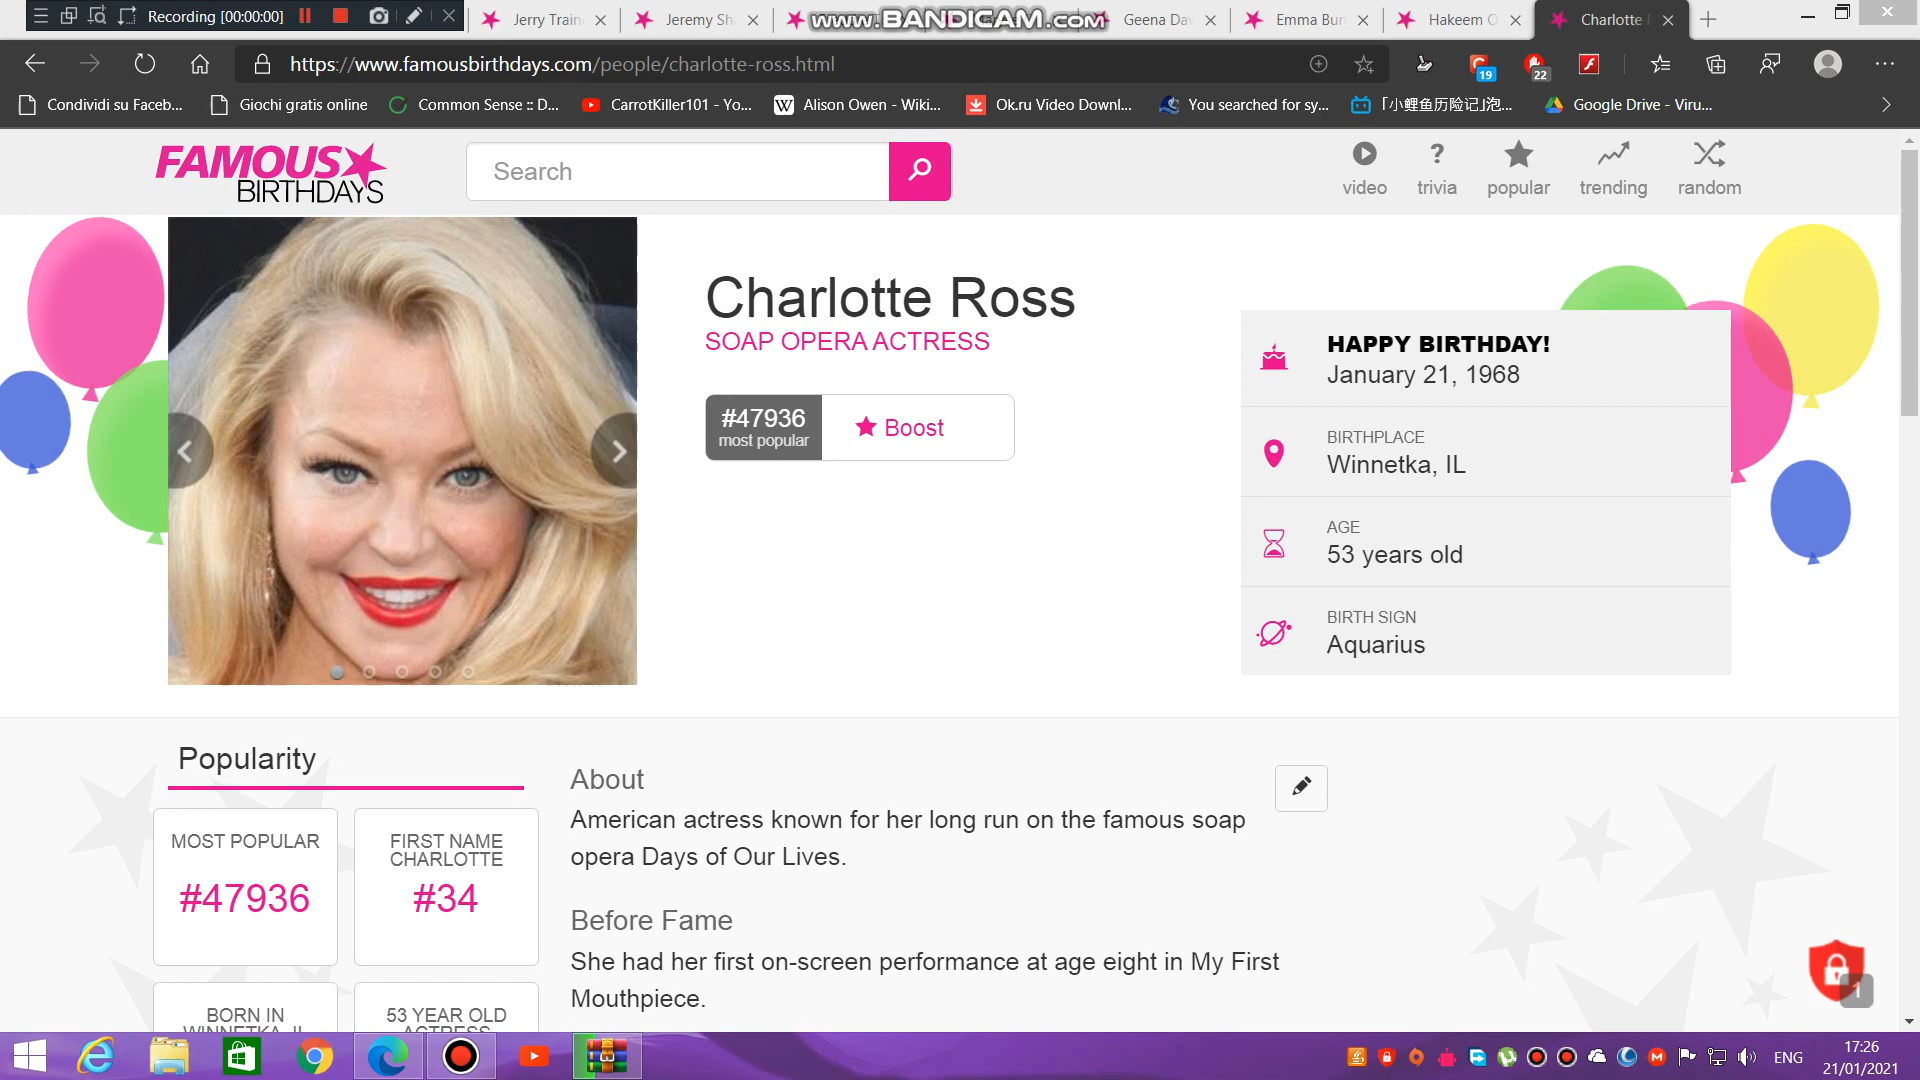 Recording [00:00:00]
Jerry Train
Jeremy Sh
www.BANDICAM.com
Geena Da
Emma Bun
Hakeem O
Charlotte
https://www.famousbirthdays.com/people/charlotte-ross.html
19
22
Condividi su Faceb...
Giochi gratis online
Common Sense :: D...
CarrotKiller101 - Yo...
W
Alison Owen - Wiki...
Ok.ru Video Downl...
You searched for sy...
「小鲤鱼历险记」泡...
Google Drive - Viru...
FAMOUS
BIRTHDAYS
Search
video
trivia
popular
trending
random
Charlotte Ross
SOAP OPERA ACTRESS
#47936
most popular
Boost
HAPPY BIRTHDAY!
January 21, 1968
BIRTHPLACE
Winnetka, IL
AGE
53 years old
BIRTH SIGN
Aquarius
Popularity
MOST POPULAR
#47936
FIRST NAME
CHARLOTTE
#34
BORN IN
WINNETKA, IL
53 YEAR OLD
ACTRESS
About
American actress known for her long run on the famous soap
opera Days of Our Lives.
Before Fame
She had her first on-screen performance at age eight in My First
Mouthpiece.
1
ENG
17:26
21/01/2021